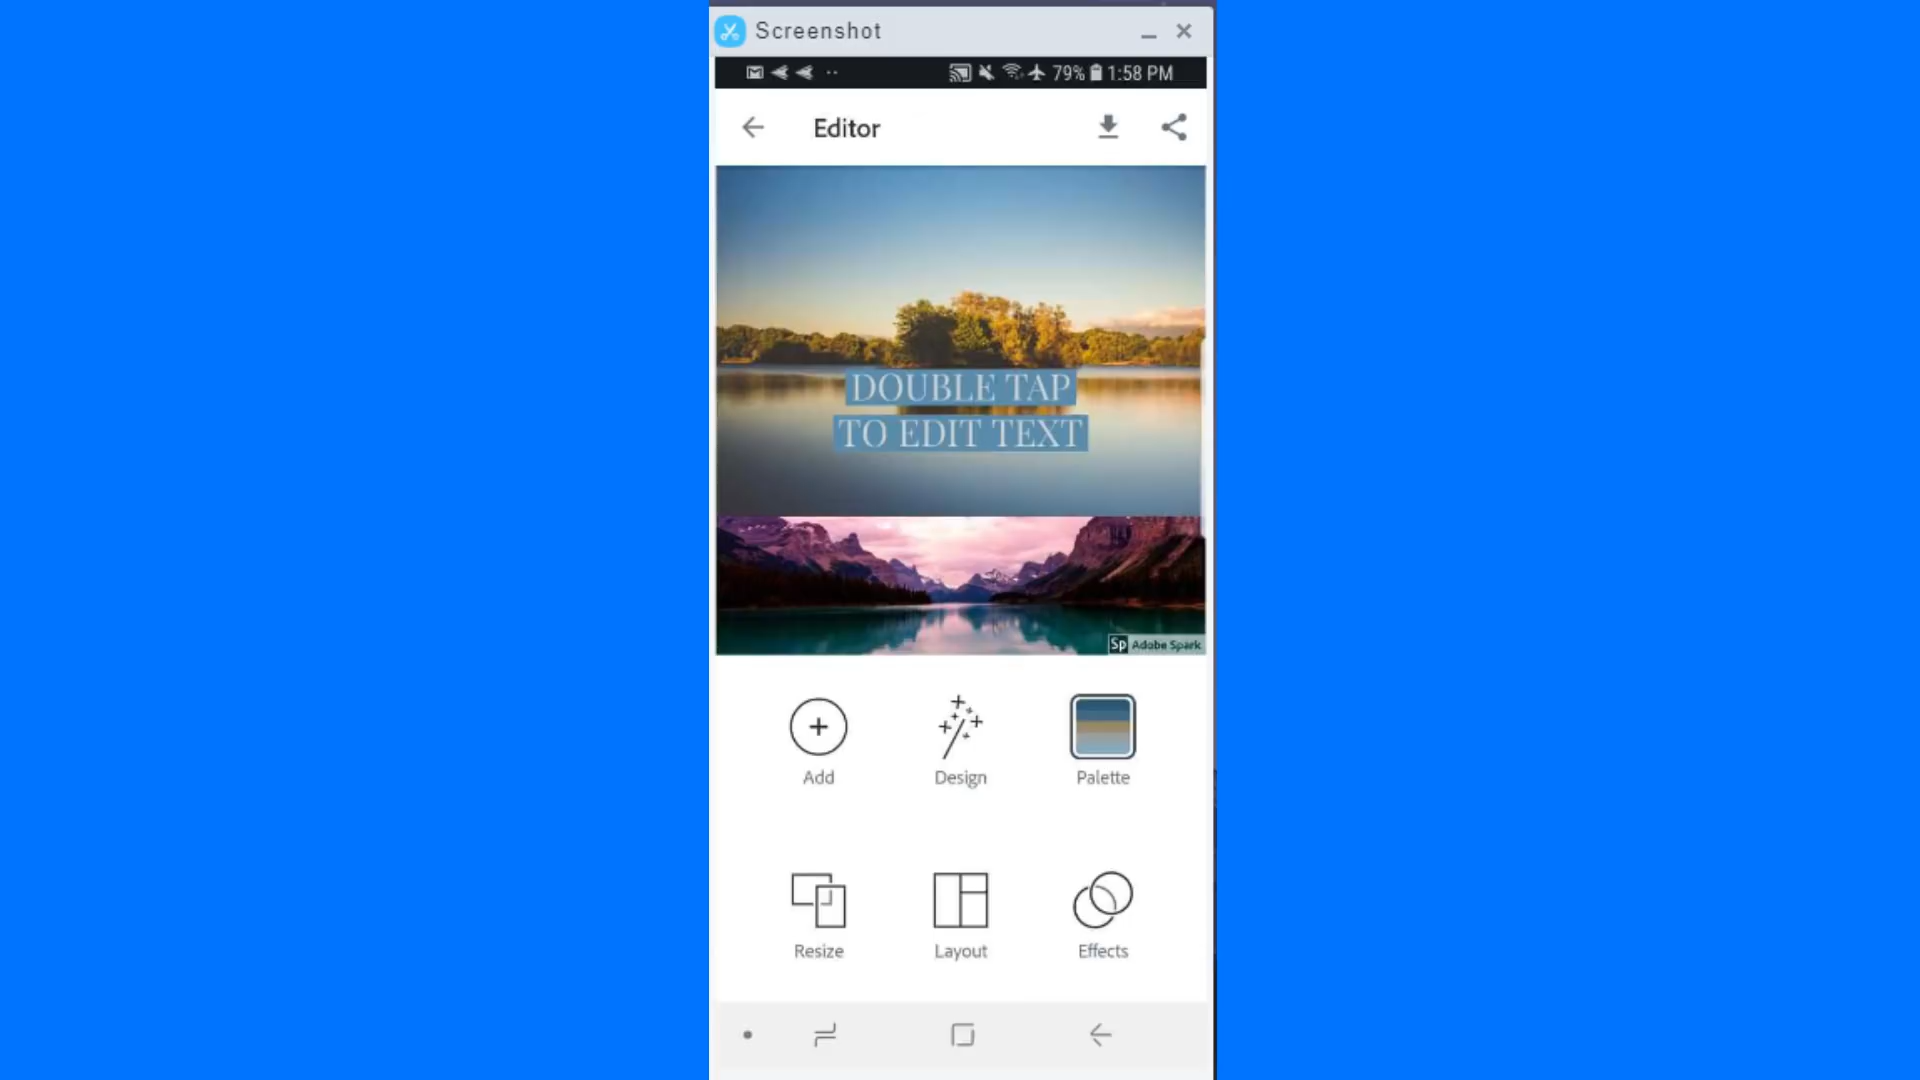 Screenshot
79% 1:58 PM
Editor
DOUBLE TAP
TO EDIT TEXT
Sp Adobe Spark
Add
Design
Palette
Resize
Layout
Effects